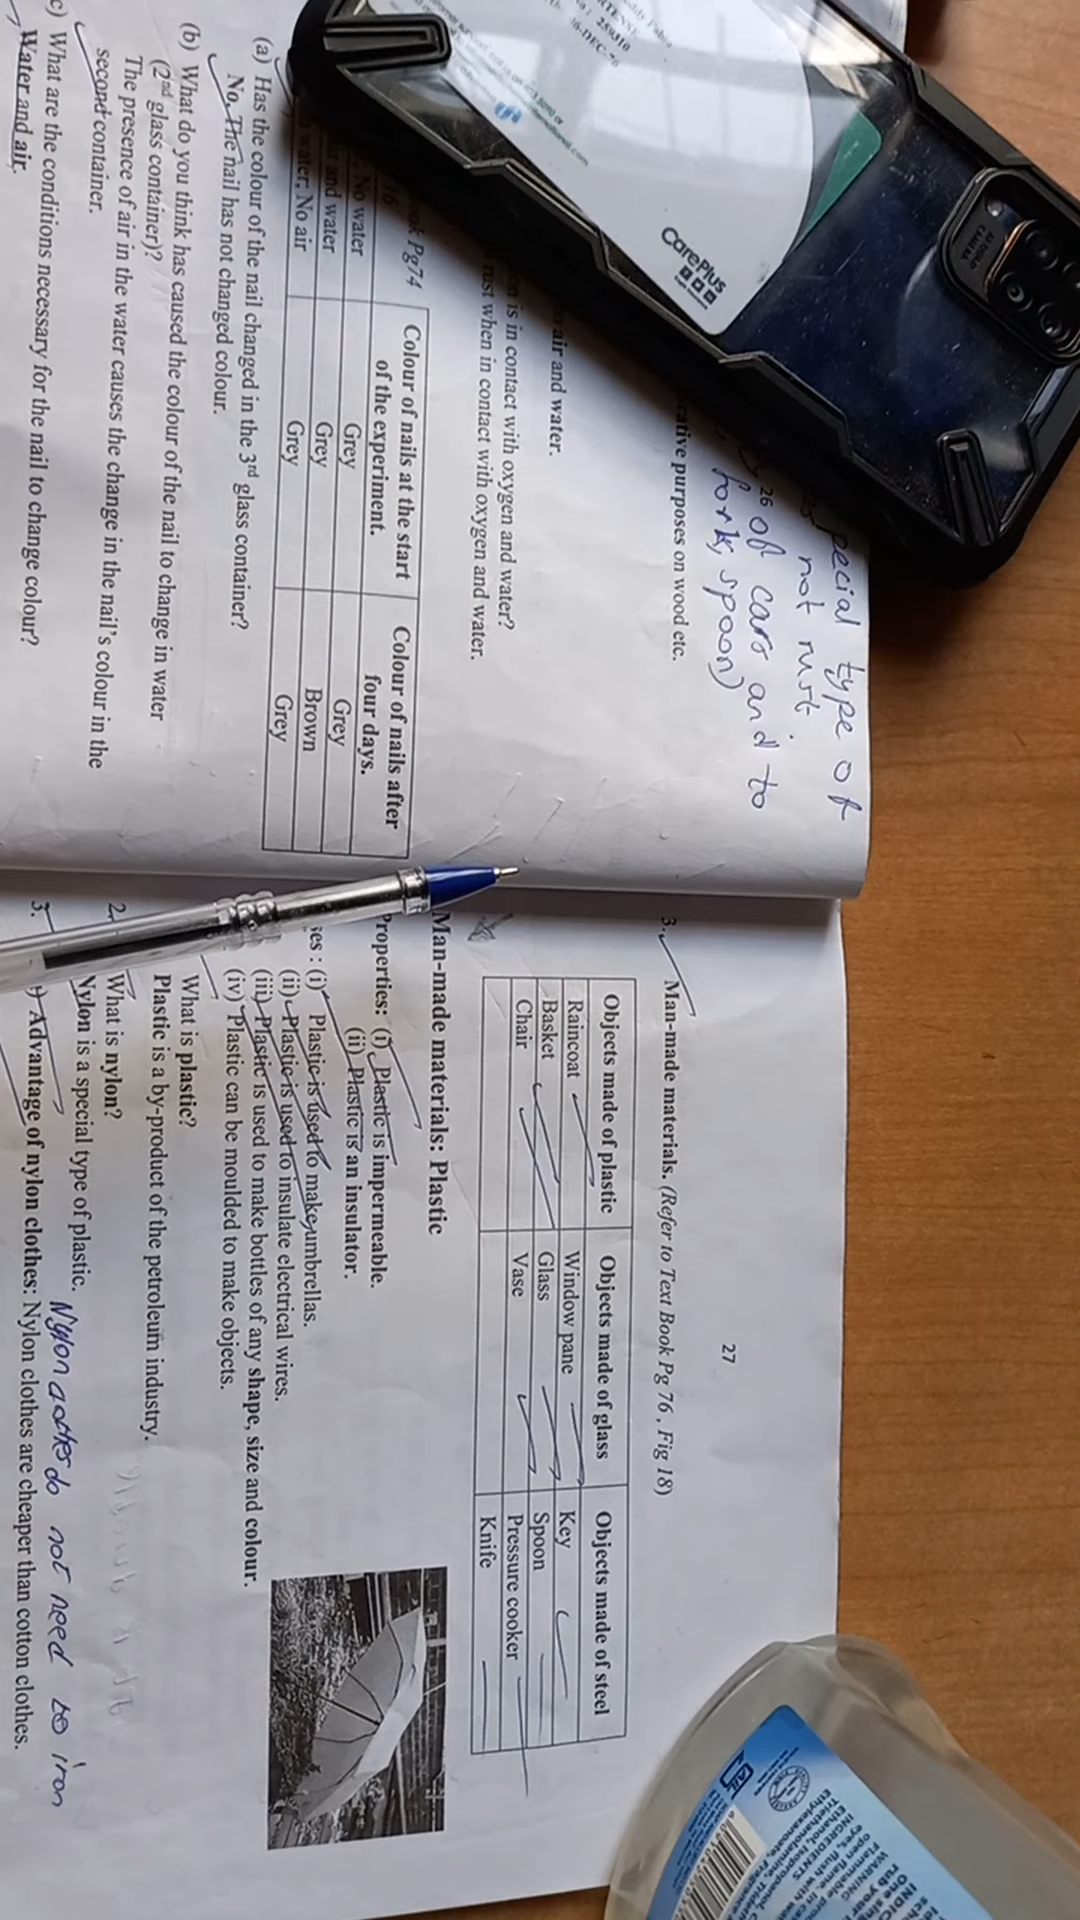 26
special type of
not rust
of cars and to
fork, spoon)
rative purposes on wood etc.
air and water.
is in contact with oxygen and water?
rust when in contact with oxygen and water.
ok Pg74
Colour of nails at the start of the experiment.
Colour of nails after four days.
No water
Grey
Grey
and water
Grey
Brown
water; No air
Grey
Grey
(a) Has the colour of the nail changed in the 3rd glass container?
No, The nail has not changed colour.
(b) What do you think has caused the colour of the nail to change in water
(2nd glass container)?
The presence of air in the water causes the change in the nail's colour in the
second container.
c) What are the conditions necessary for the nail to change colour?
Water and air.
27
3. Man-made materials. (Refer to Text Book Pg 76, Fig 18)
Objects made of plastic
Objects made of glass
Objects made of steel
Raincoat
Window pane
Key
Basket
Glass
Spoon
Chair
Vase
Pressure cooker
Knife
Man-made materials: Plastic
Properties: (i) Plastic is impermeable.
(ii) Plastic is an insulator.
ses : (i) Plastic is used to make umbrellas.
(ii) Plastic is used to insulate electrical wires.
(iii) Plastic is used to make bottles of any shape, size and colour.
(iv) Plastic can be moulded to make objects.
What is plastic?
Plastic is a by-product of the petroleum industry.
2. What is nylon?
Nylon is a special type of plastic.
Nylon do not need to iron
3. Advantage of nylon clothes: Nylon clothes are cheaper than cotton clothes.
CarePlus
259310
16-DEC-76
AI QUAD
CAMERA
INGREDIENTS
WARNING